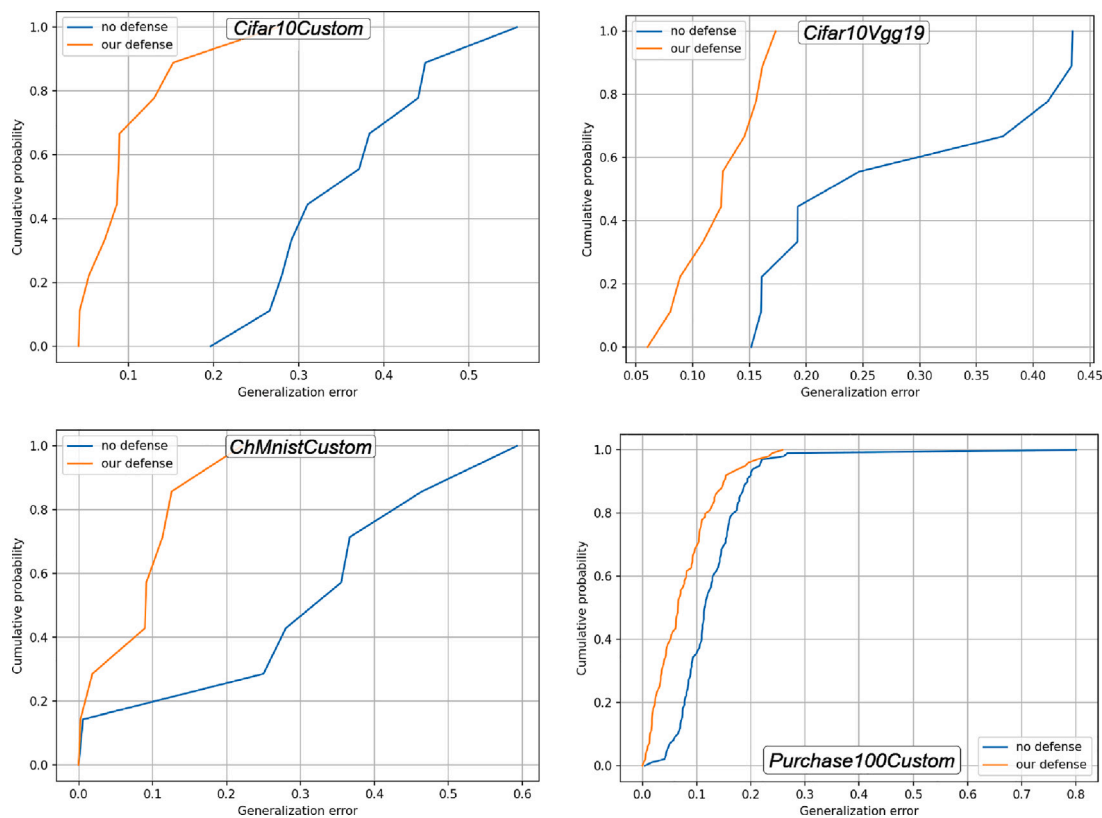 no defense
our defense
Cifar10Custom
1.0
0.8
0.6
0.4
0.2
0.0
Cumulative probability
0.1 0.2 0.3 0.4 0.5
Generalization error
no defense
our defense
Cifar10Vgg19
1.0
0.8
0.6
0.4
0.2
0.0
Cumulative probability
0.05 0.10 0.15 0.20 0.25 0.30 0.35 0.40 0.45
Generalization error
no defense
our defense
ChMnistCustom
1.0
0.8
0.6
0.4
0.2
0.0
Cumulative probability
0.0 0.1 0.2 0.3 0.4 0.5 0.6
Generalization error
1.0
0.8
0.6
0.4
0.2
0.0
Cumulative probability
Purchase100Custom
no defense
our defense
0.0 0.1 0.2 0.3 0.4 0.5 0.6 0.7 0.8
Generalization error